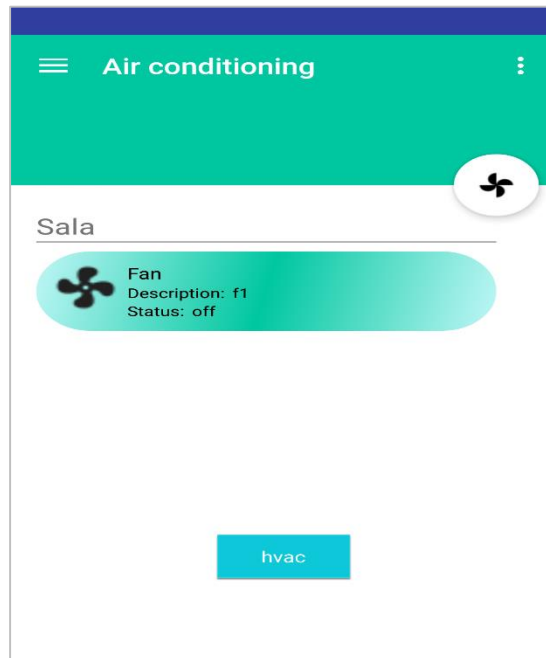 Air conditioning
Sala
Fan
Description: f1
Status: off
hvac